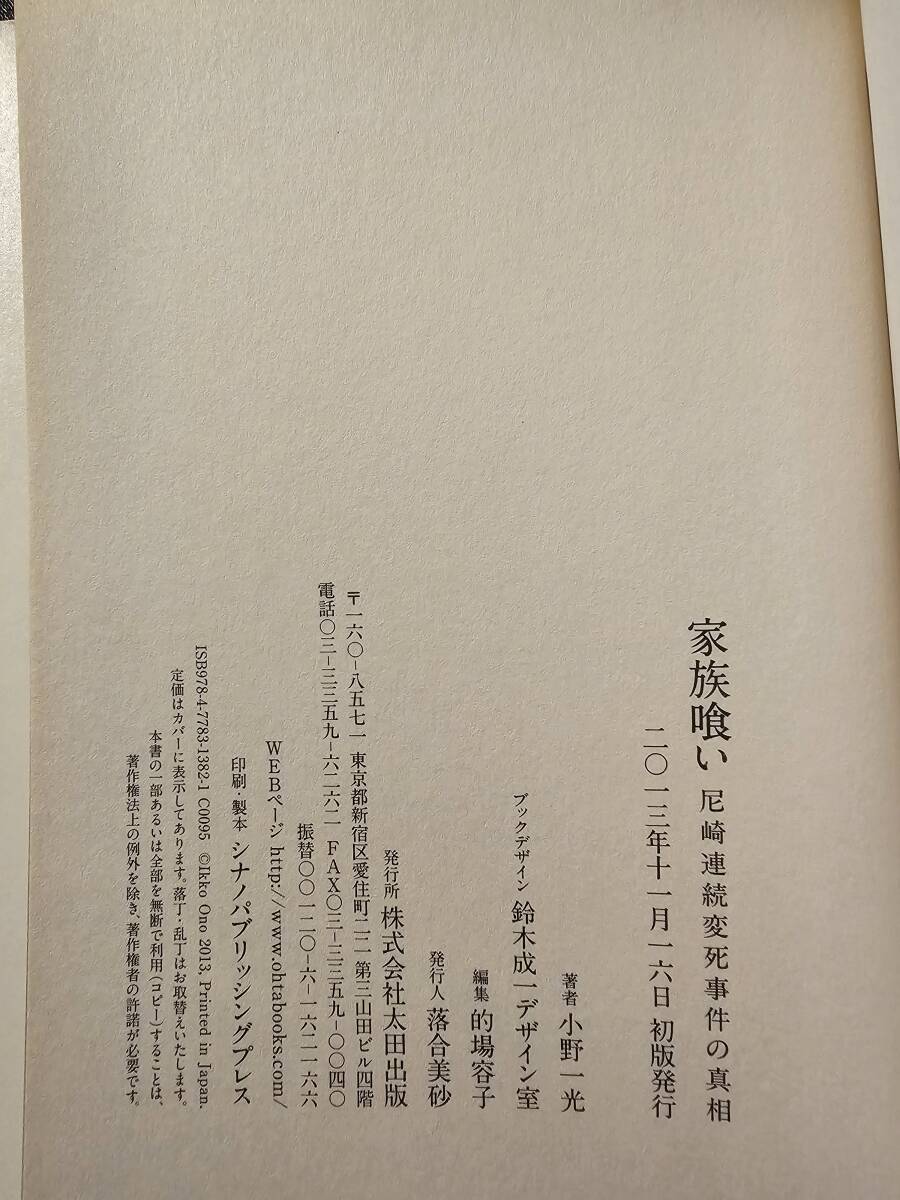 家族喰い 尼崎連続変死事件の真相
二〇一三年十一月一六日 初版発行
著者 小野一光
ブックデザイン 鈴木成一デザイン室
編集 的場容子
発行人 落合美砂
発行所 株式会社太田出版
〒一六〇-八五七一 東京都新宿区愛住町二二 第三山田ビル四階
電話〇三-三三五九-六二六二 FAX〇三-三三五九-〇〇四〇
振替〇〇一二〇-六-一六二一六六
WEBページ http://www.ohtabooks.com/
印刷・製本 シナノパブリッシングプレス
ISBN978-4-7783-1382-1 C0095 ©Ikko Ono 2013, Printed in Japan.
定価はカバーに表示してあります。落丁・乱丁はお取替えいたします。
本書の一部あるいは全部を無断で利用(コピー)することは、
著作権法上の例外を除き、著作権者の許諾が必要です。